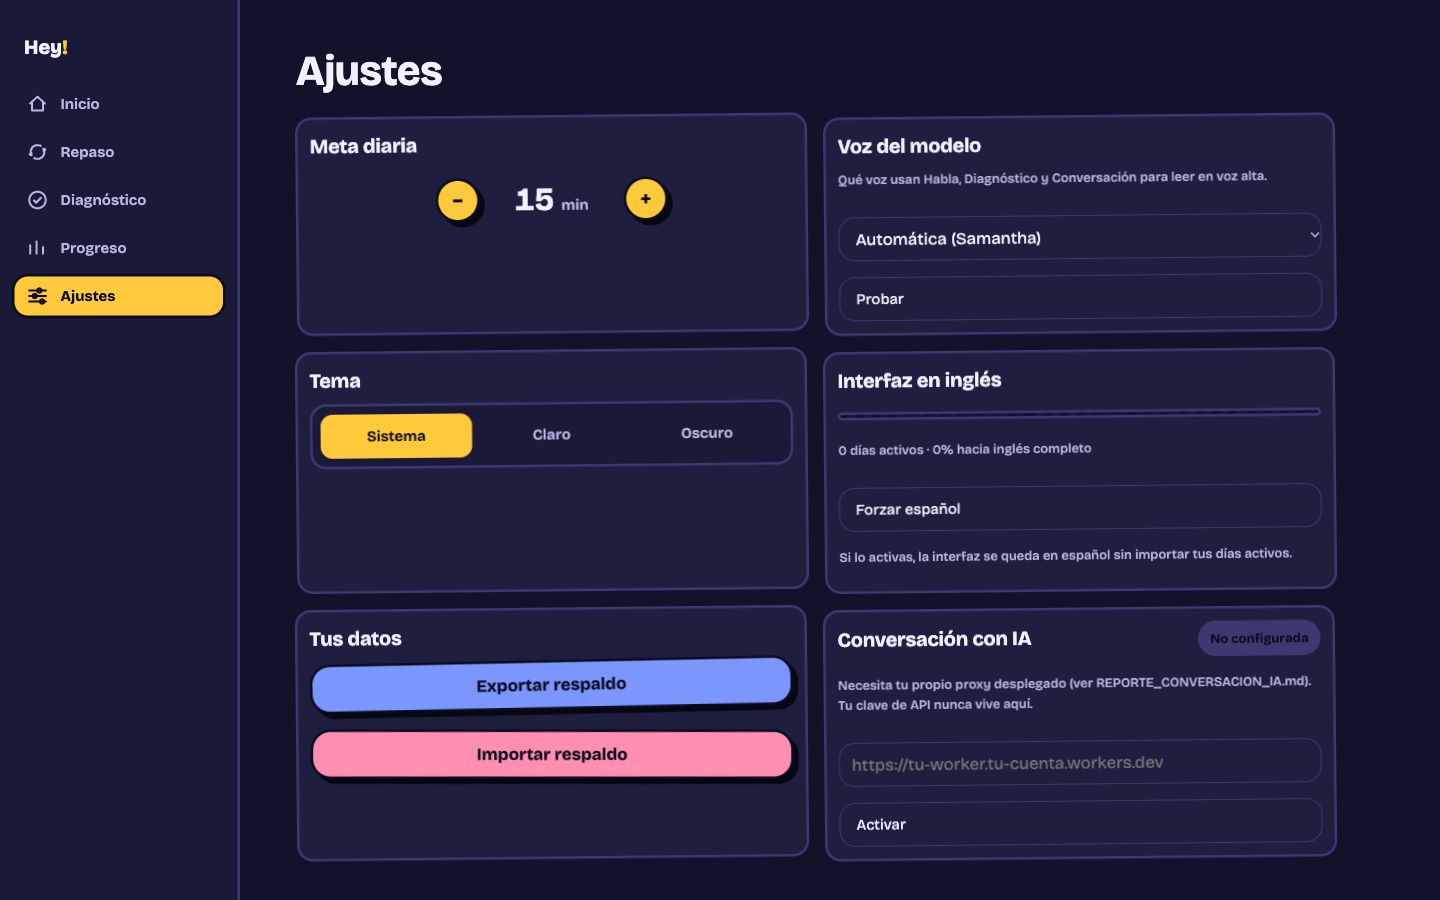 Hey!
Inicio
Repaso
Diagnóstico
Progreso
Ajustes
Ajustes
Meta diaria
− 15 min +
Voz del modelo
Qué voz usan Habla, Diagnóstico y Conversación para leer en voz alta.
Automática (Samantha)
Probar
Tema
Sistema Claro Oscuro
Interfaz en inglés
0 días activos · 0% hacia inglés completo
Forzar español
Si lo activas, la interfaz se queda en español sin importar tus días activos.
Tus datos
Exportar respaldo
Importar respaldo
Conversación con IA
No configurada
Necesita tu propio proxy desplegado (ver REPORTE_CONVERSACION_IA.md).
Tu clave de API nunca vive aquí.
https://tu-worker.tu-cuenta.workers.dev
Activar